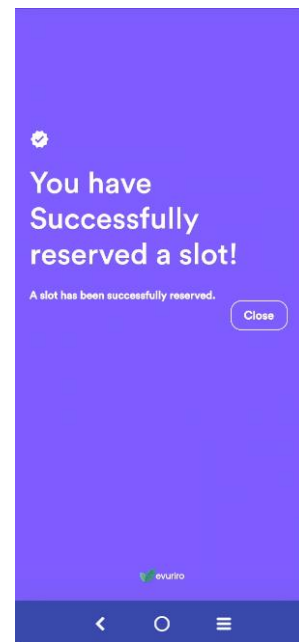 You have
Successfully
reserved a slot!
A slot has been successfully reserved.
Close
evuriro